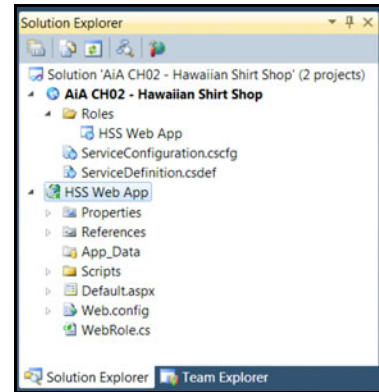 Solution Explorer
Solution 'AiA CH02 - Hawaiian Shirt Shop' (2 projects)
AiA CH02 - Hawaiian Shirt Shop
Roles
HSS Web App
ServiceConfiguration.cscfg
ServiceDefinition.csdef
HSS Web App
Properties
References
App_Data
Scripts
Default.aspx
Web.config
WebRole.cs
Solution Explorer Team Explorer